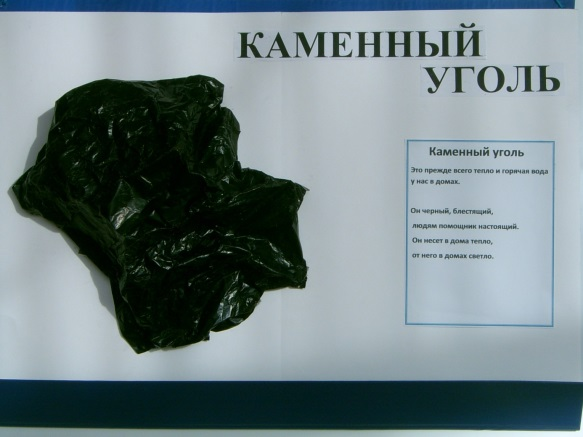 КАМЕННЫЙ
УГОЛЬ
Каменный уголь
Это прежде всего тепло и горячая вода
у нас в домах.
Он черный, блестящий,
людям помощник настоящий.
Он несет в дома тепло,
от него в домах светло.